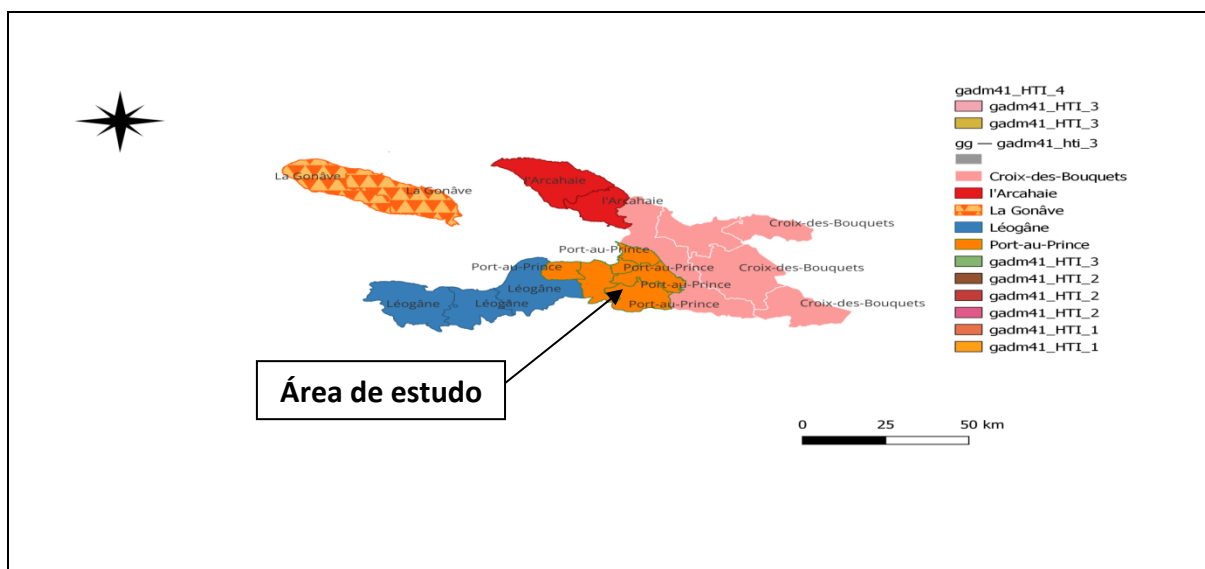 gadm41_HTI_4
gadm41_HTI_3
gadm41_HTI_3
gg — gadm41_hti_3
Croix-des-Bouquets
l'Arcahaie
La Gonâve
Léogâne
Port-au-Prince
gadm41_HTI_3
gadm41_HTI_2
gadm41_HTI_2
gadm41_HTI_2
gadm41_HTI_1
gadm41_HTI_1
La Gonâve
La Gonâve
l'Arcahaie
l'Arcahaie
Croix-des-Bouquets
Port-au-Prince
Port-au-Prince
Port-au-Prince
Croix-des-Bouquets
Port-au-Prince
Léogâne
Léogâne
Léogâne
Port-au-Prince
Croix-des-Bouquets
Área de estudo
0 25 50 km